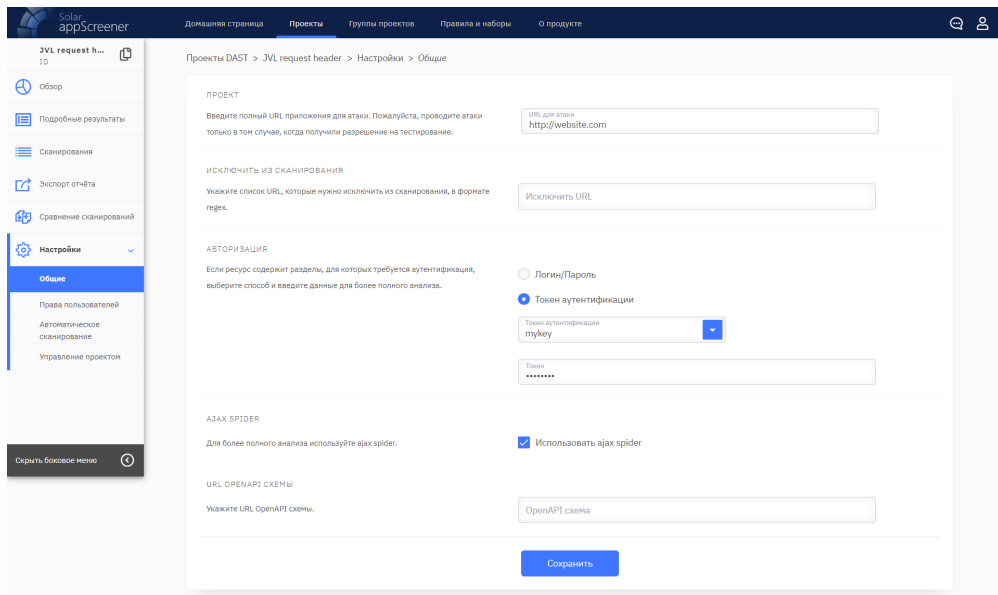 Solar
appScreener
Домашняя страница
Проекты
Группы проектов
Правила и наборы
О продукте
JVL request h...
ID
Обзор
Подробные результаты
Сканирования
Экспорт отчёта
Сравнение сканирований
Настройки
Общие
Права пользователей
Автоматическое
сканирование
Управление проектом
Скрыть боковое меню
Проекты DAST > JVL request header > Настройки > Общие
ПРОЕКТ
Введите полный URL приложения для атаки. Пожалуйста, проводите атаки
только в том случае, когда получили разрешение на тестирование.
URL для атаки
http://website.com
ИСКЛЮЧИТЬ ИЗ СКАНИРОВАНИЯ
Укажите список URL, которые нужно исключить из сканирования, в формате
regex.
Исключить URL
АВТОРИЗАЦИЯ
Если ресурс содержит разделы, для которых требуется аутентификация,
выберите способ и введите данные для более полного анализа.
Логин/Пароль
Токен аутентификации
Токен аутентификации
mykey
Токен
••••••••
AJAX SPIDER
Для более полного анализа используйте ajax spider.
Использовать ajax spider
URL OPENAPI СХЕМЫ
Укажите URL OpenAPI схемы.
OpenAPI схема
Сохранить